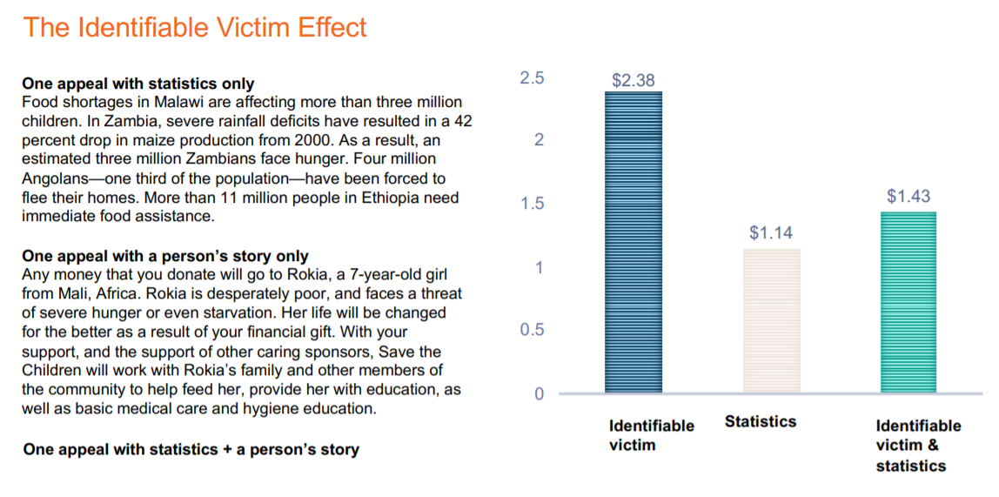 The Identifiable Victim Effect
One appeal with statistics only
Food shortages in Malawi are affecting more than three million
children. In Zambia, severe rainfall deficits have resulted in a 42
percent drop in maize production from 2000. As a result, an
estimated three million Zambians face hunger. Four million
Angolans—one third of the population—have been forced to
flee their homes. More than 11 million people in Ethiopia need
immediate food assistance.
One appeal with a person's story only
Any money that you donate will go to Rokia, a 7-year-old girl
from Mali, Africa. Rokia is desperately poor, and faces a threat
of severe hunger or even starvation. Her life will be changed
for the better as a result of your financial gift. With your
support, and the support of other caring sponsors, Save the
Children will work with Rokia's family and other members of
the community to help feed her, provide her with education, as
well as basic medical care and hygiene education.
One appeal with statistics + a person's story
2.5
2
1.5
1
0.5
0
$2.38
$1.14
$1.43
Identifiable
victim
Statistics
Identifiable
victim &
statistics